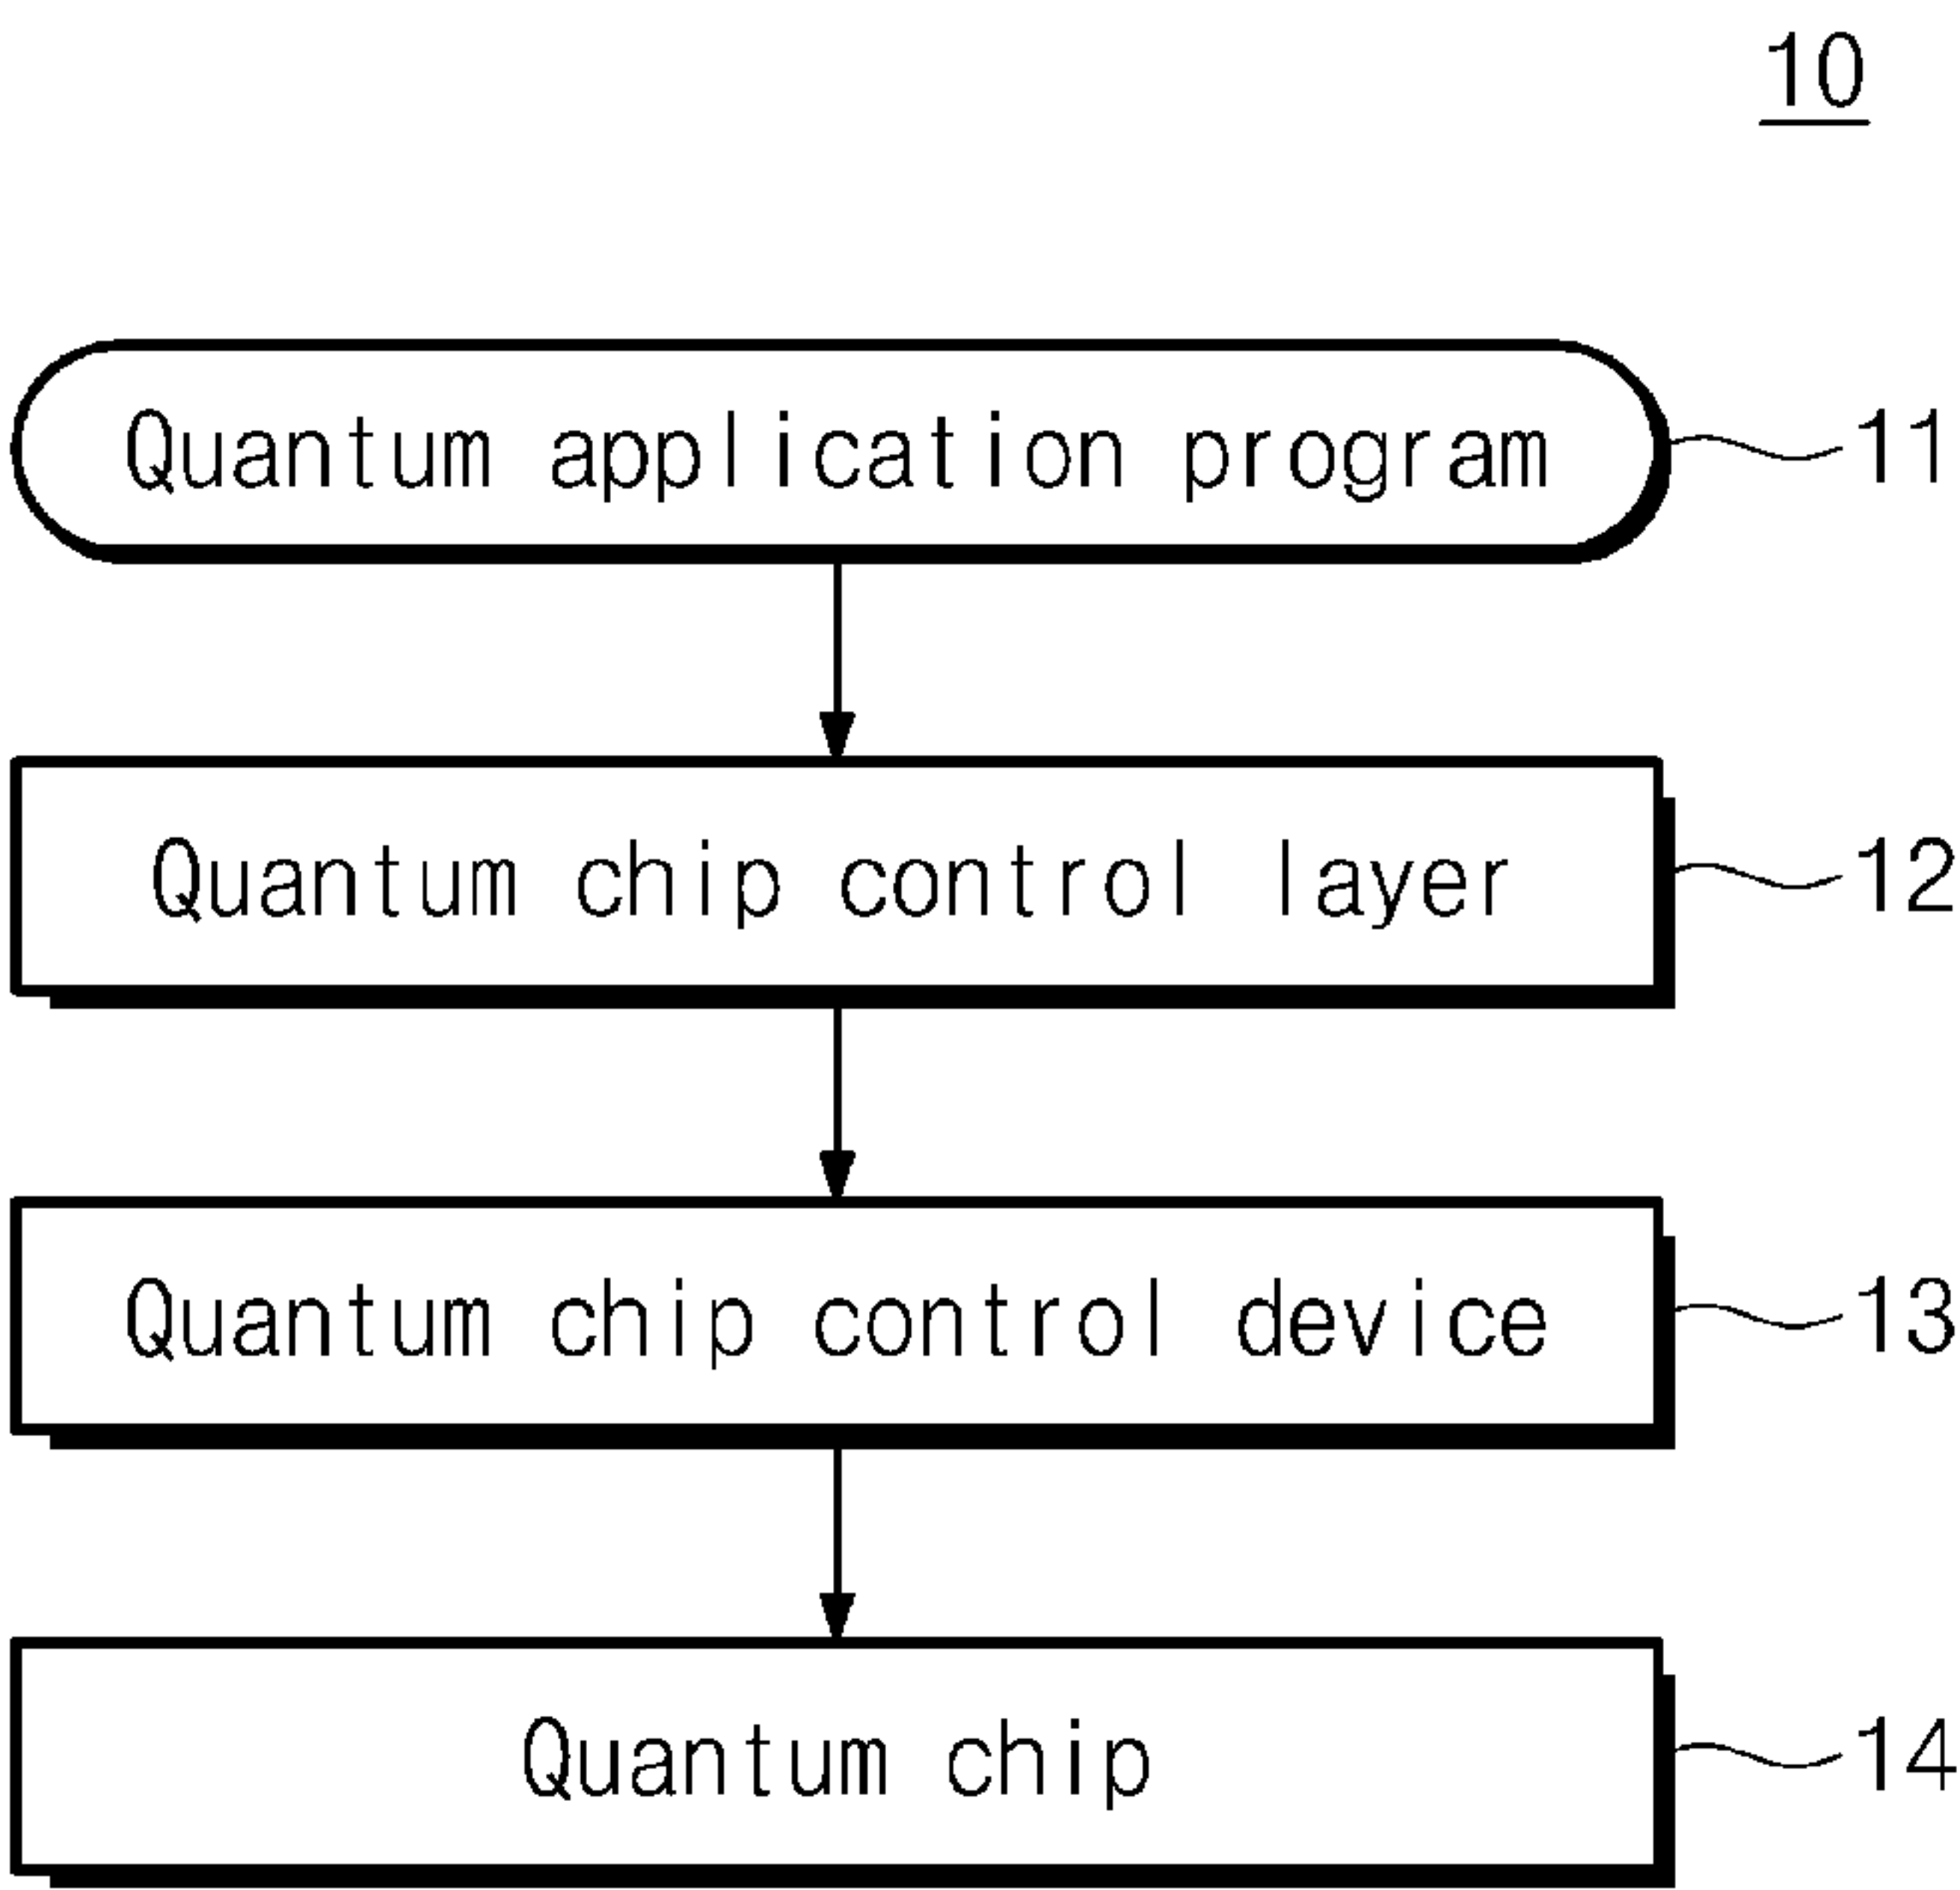 10
Quantum application program 11
Quantum chip control layer 12
Quantum chip control device 13
Quantum chip 14